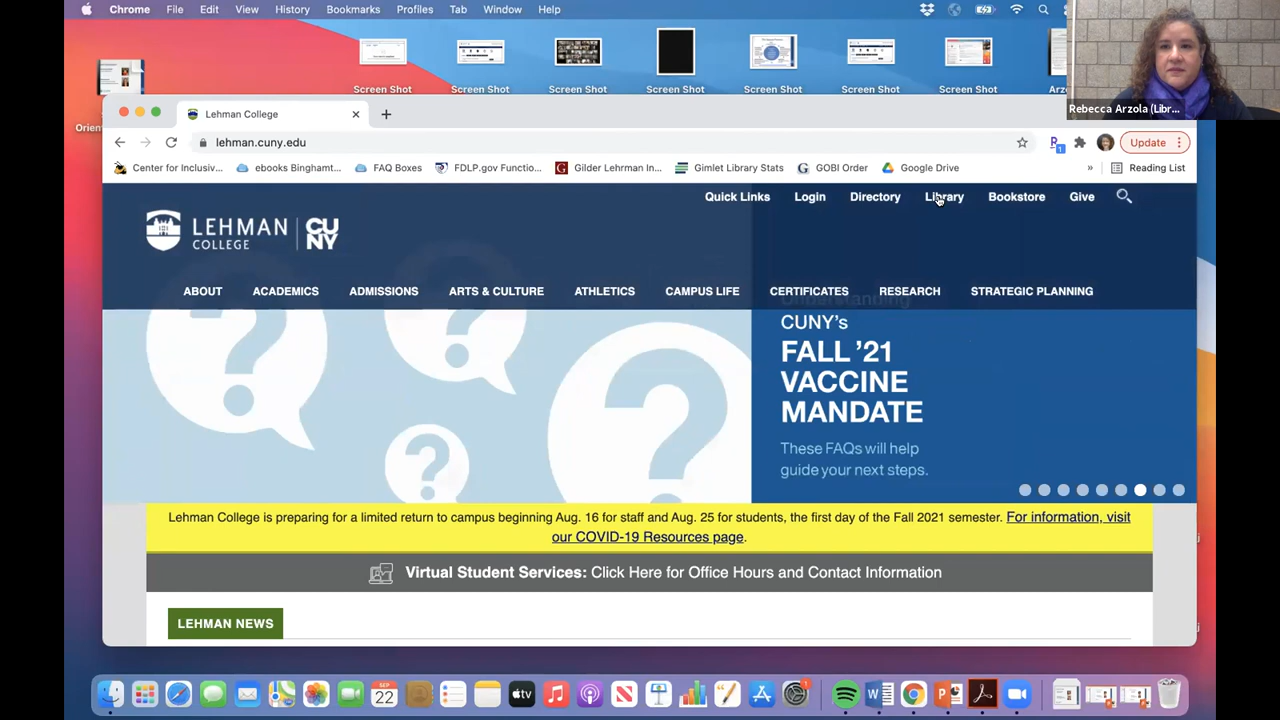 Chrome File Edit View History Bookmarks Profiles Tab Window Help
Screen Shot Screen Shot Screen Shot Screen Shot Screen Shot Screen Shot Screen Shot
Rebecca Arzola (Libr...
Lehman College
lehman.cuny.edu
Update
Center for Inclusiv... ebooks Binghamt... FAQ Boxes FDLP.gov Functio... Gilder Lehrman In... Gimlet Library Stats GOBI Order Google Drive » Reading List
Quick Links Login Directory Library Bookstore Give
LEHMAN COLLEGE CUNY
ABOUT ACADEMICS ADMISSIONS ARTS & CULTURE ATHLETICS CAMPUS LIFE CERTIFICATES RESEARCH STRATEGIC PLANNING
Understanding
CUNY's
FALL '21
VACCINE
MANDATE
These FAQs will help
guide your next steps.
Lehman College is preparing for a limited return to campus beginning Aug. 16 for staff and Aug. 25 for students, the first day of the Fall 2021 semester. For information, visit
our COVID-19 Resources page.
Virtual Student Services: Click Here for Office Hours and Contact Information
LEHMAN NEWS
SEP
22
tv